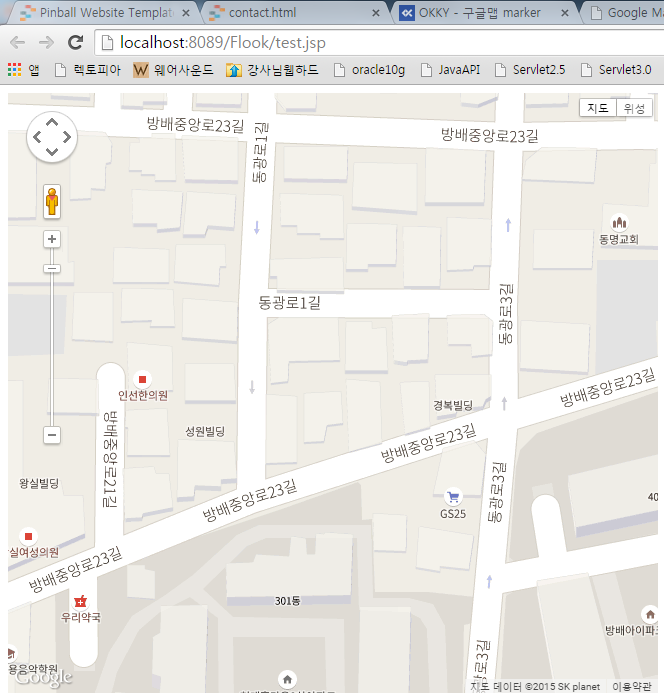 Pinball Website Templat
contact.html
OKKY - 구글맵 marker
Google Ma
localhost:8089/Flook/test.jsp
앱
렉토피아
웨어사운드
강사님웹하드
oracle10g
JavaAPI
Servlet2.5
Servlet3.0
지도
위성
방배중앙로23길
동광로1길
방배중앙로23길
동명교회
동광로1길
동광로3길
인선한의원
방배중앙로23길
경복빌딩
방배중앙로21길
성원빌딩
방배중앙로23길
왕실빌딩
방배중앙로23길
동광로3길
GS25
40
실여성의원
방배중앙로23길
301동
우리약국
방배아이파
동광로3길
용음악학원
Google
지도 데이터 ©2015 SK planet
이용약관